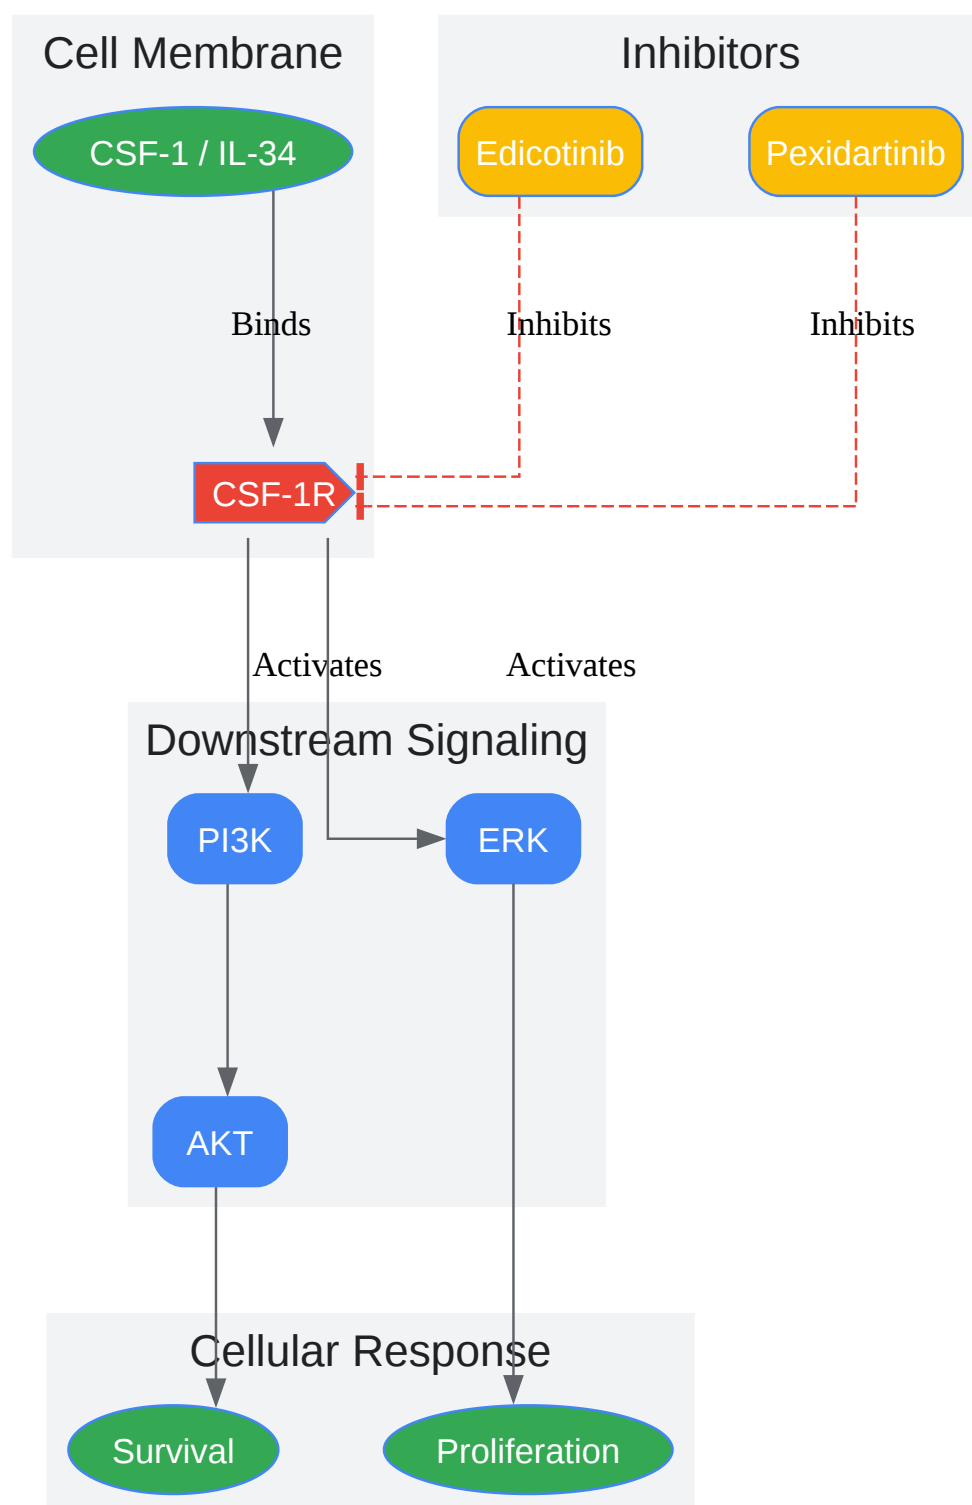 Cell Membrane
Inhibitors
CSF-1 / IL-34
Edicotinib
Pexidartinib
Binds
Inhibits
Inhibits
CSF-1R
Activates
Activates
Downstream Signaling
PI3K
ERK
AKT
Cellular Response
Survival
Proliferation